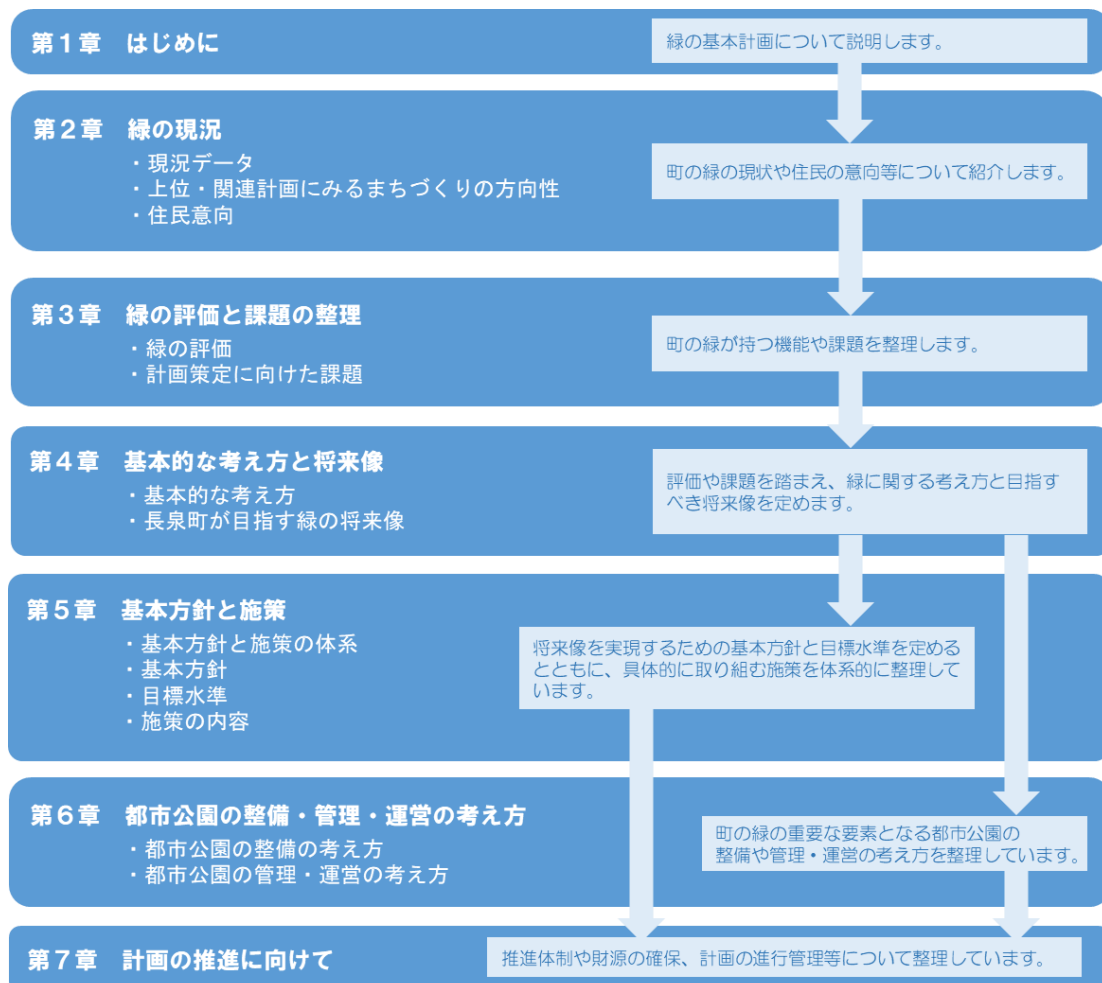 第1章 はじめに
緑の基本計画について説明します。
第2章 緑の現況
・現況データ
・上位・関連計画にみるまちづくりの方向性
・住民意向
町の緑の現状や住民の意向等について紹介します。
第3章 緑の評価と課題の整理
・緑の評価
・計画策定に向けた課題
町の緑が持つ機能や課題を整理します。
第4章 基本的な考え方と将来像
・基本的な考え方
・長泉町が目指す緑の将来像
評価や課題を踏まえ、緑に関する考え方と目指す
べき将来像を定めます。
第5章 基本方針と施策
・基本方針と施策の体系
・基本方針
・目標水準
・施策の内容
将来像を実現するための基本方針と目標水準を定める
とともに、具体的に取り組む施策を体系的に整理して
います。
第6章 都市公園の整備・管理・運営の考え方
・都市公園の整備の考え方
・都市公園の管理・運営の考え方
町の緑の重要な要素となる都市公園の
整備や管理・運営の考え方を整理しています。
第7章 計画の推進に向けて
推進体制や財源の確保、計画の進行管理等について整理しています。